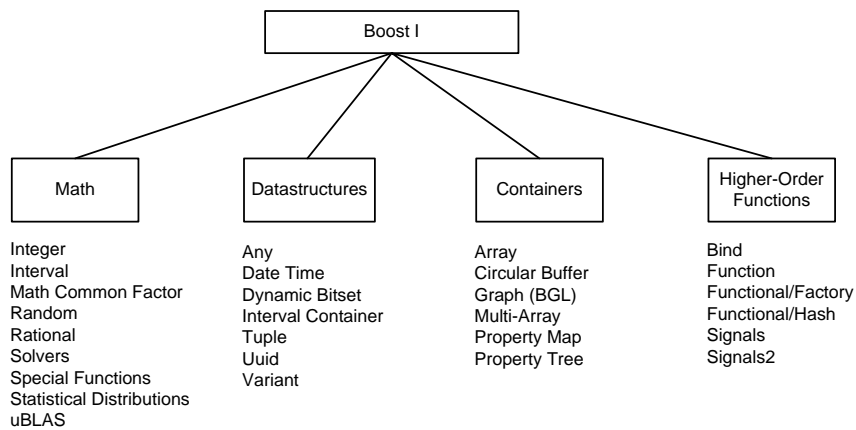 Boost I
Math
Datastructures
Containers
Higher-Order
Functions
Integer
Interval
Math Common Factor
Random
Rational
Solvers
Special Functions
Statistical Distributions
uBLAS
Any
Date Time
Dynamic Bitset
Interval Container
Tuple
Uuid
Variant
Array
Circular Buffer
Graph (BGL)
Multi-Array
Property Map
Property Tree
Bind
Function
Functional/Factory
Functional/Hash
Signals
Signals2